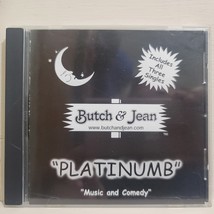 Includes
All
Three
Singles
Butch & Jean
www.butchandjean.com
"PLATINUMB"
"Music and Comedy"